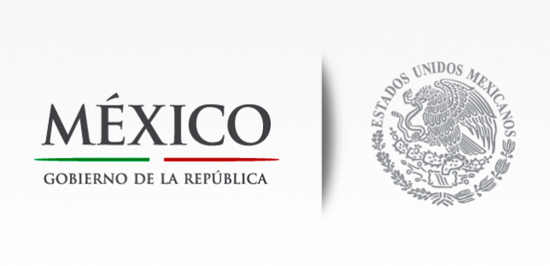 MÉXICO
GOBIERNO DE LA REPÚBLICA
ESTADOS UNIDOS MEXICANOS